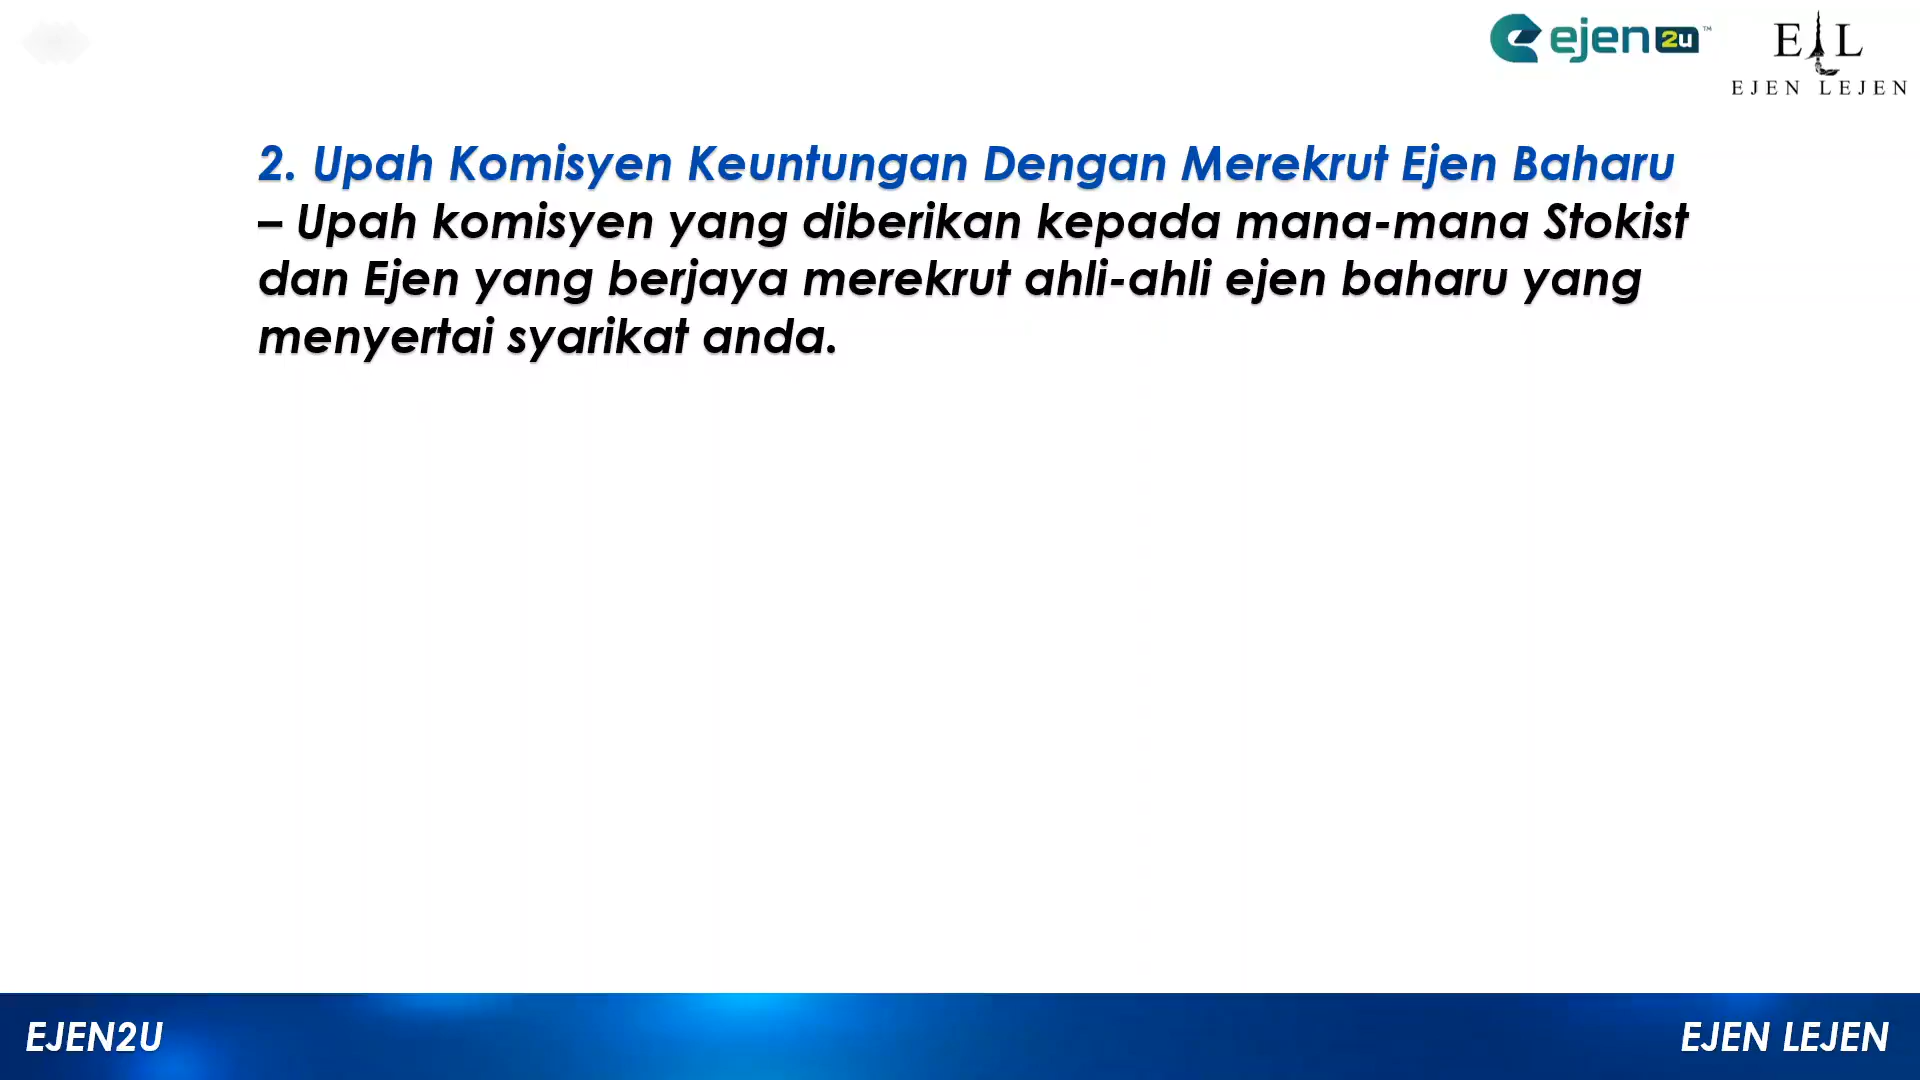 ejen2u™
E L
EJEN LEJEN
2. Upah Komisyen Keuntungan Dengan Merekrut Ejen Baharu
– Upah komisyen yang diberikan kepada mana-mana Stokist
dan Ejen yang berjaya merekrut ahli-ahli ejen baharu yang
menyertai syarikat anda.
EJEN2U
EJEN LEJEN